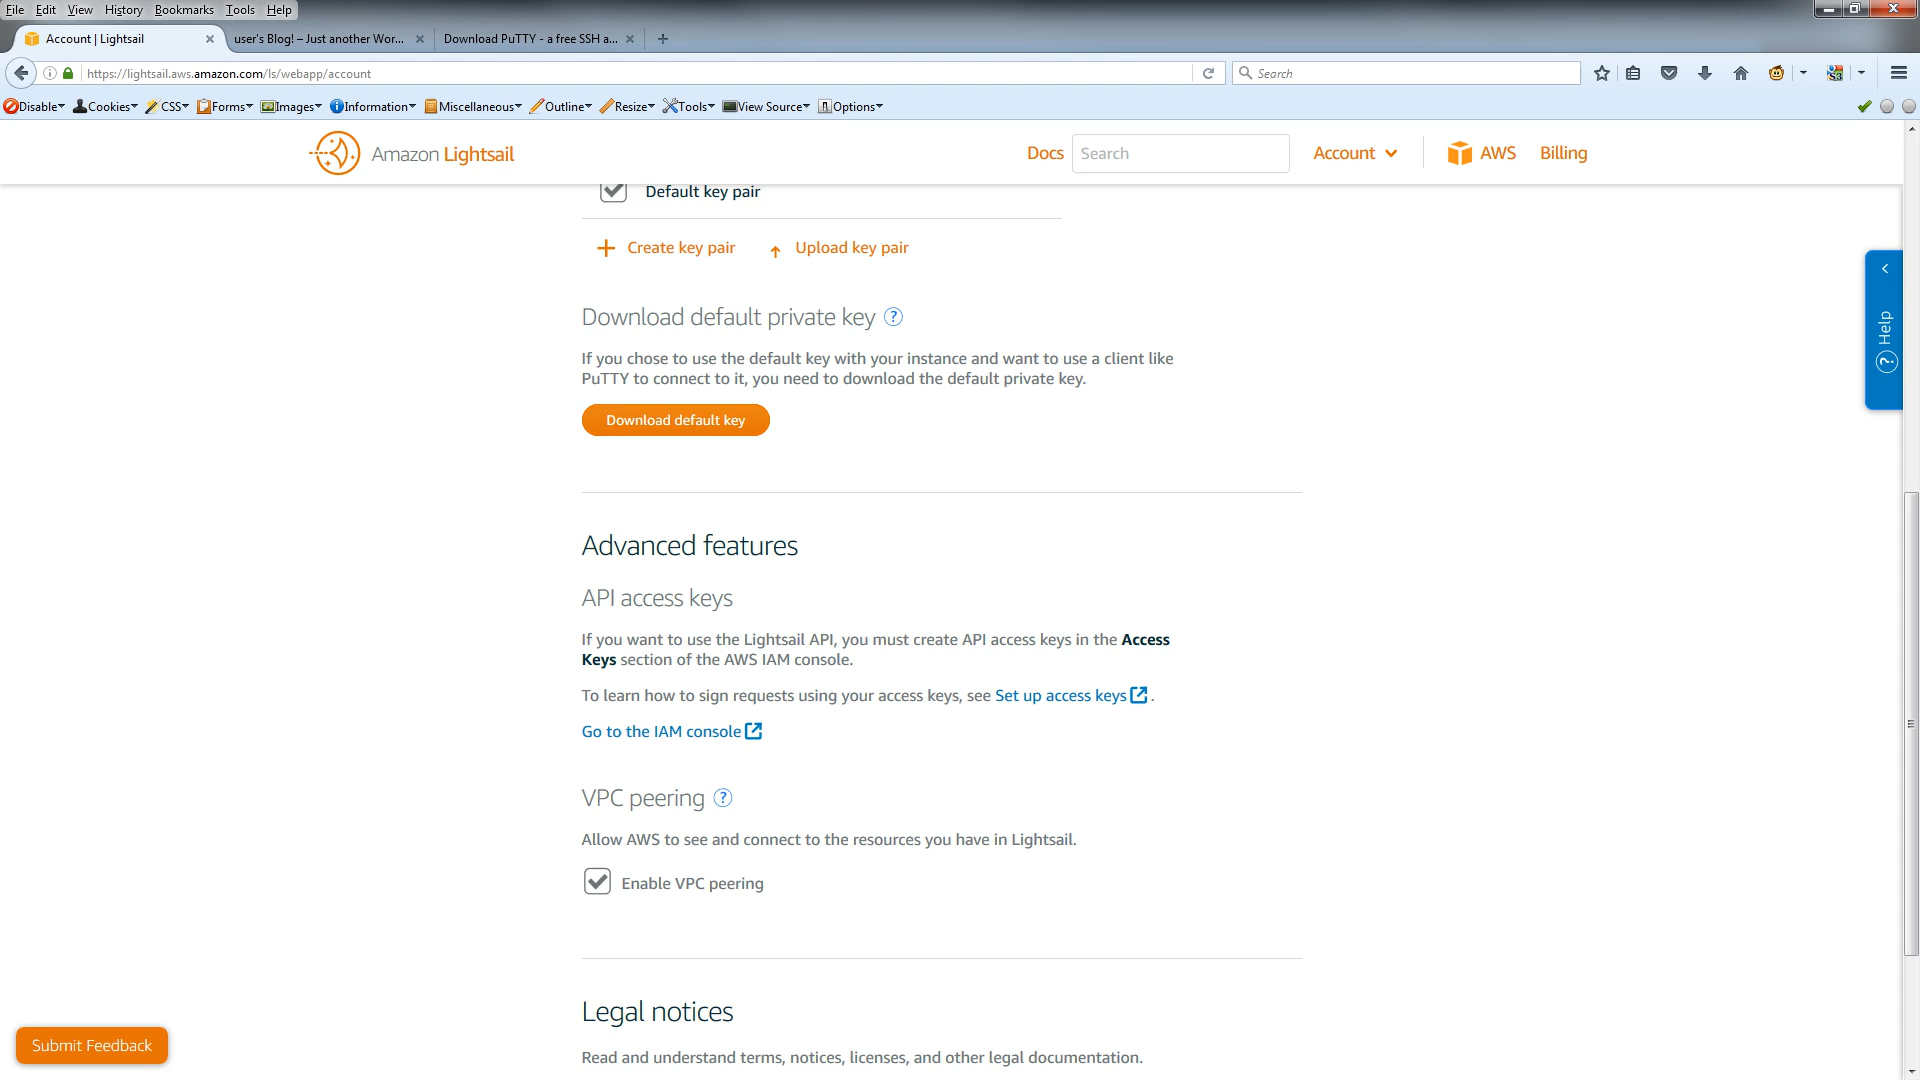 File Edit View History Bookmarks Tools Help
Account | Lightsail
user's Blog! – Just another Wor...
Download PuTTY - a free SSH a...
https://lightsail.aws.amazon.com/ls/webapp/account
Search
Disable Cookies CSS Forms Images Information Miscellaneous Outline Resize Tools View Source Options
Amazon Lightsail
Docs Search Account AWS Billing
Default key pair
Create key pair Upload key pair
Help
Download default private key ?
If you chose to use the default key with your instance and want to use a client like
PuTTY to connect to it, you need to download the default private key.
Download default key
Advanced features
API access keys
If you want to use the Lightsail API, you must create API access keys in the Access
Keys section of the AWS IAM console.
To learn how to sign requests using your access keys, see Set up access keys .
Go to the IAM console
VPC peering ?
Allow AWS to see and connect to the resources you have in Lightsail.
Enable VPC peering
Legal notices
Submit Feedback
Read and understand terms, notices, licenses, and other legal documentation.